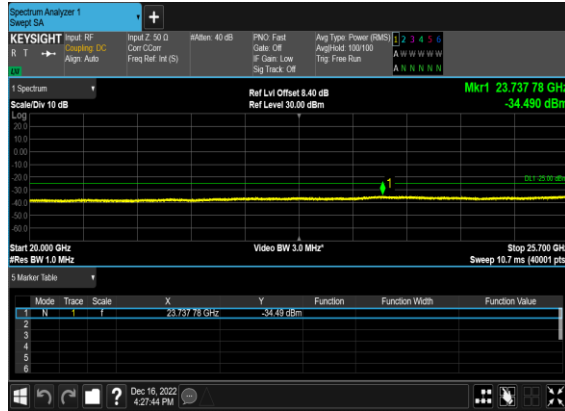 Spectrum Analyzer 1
Swept SA
+
KEYSIGHT Input: RF Input Z: 50 Ω #Atten: 40 dB PNO: Fast Avg Type: Power (RMS) 1 2 3 4 5 6
R T Coupling: DC Corr CCorr Gate: Off Avg|Hold: 100/100 A W W W W W
Align: Auto Freq Ref: Int (S) IF Gain: Low Trig: Free Run
Sig Track: Off A N N N N N
1 Spectrum
Ref Lvl Offset 8.40 dB Mkr1 23.737 78 GHz
Scale/Div 10 dB Ref Level 30.00 dBm -34.490 dBm
Log
20.0
10.0
0.00
-10.0
-20.0
-30.0
-40.0
-50.0
-60.0
1
DL1 -25.00 dBm
Start 20.000 GHz Video BW 3.0 MHz* Stop 25.700 GHz
#Res BW 1.0 MHz Sweep 10.7 ms (40001 pts)
5 Marker Table
Mode Trace Scale X Y Function Function Width Function Value
1 N 1 f 23.737 78 GHz -34.49 dBm
2
3
4
5
6
?
Dec 16, 2022
4:27:44 PM